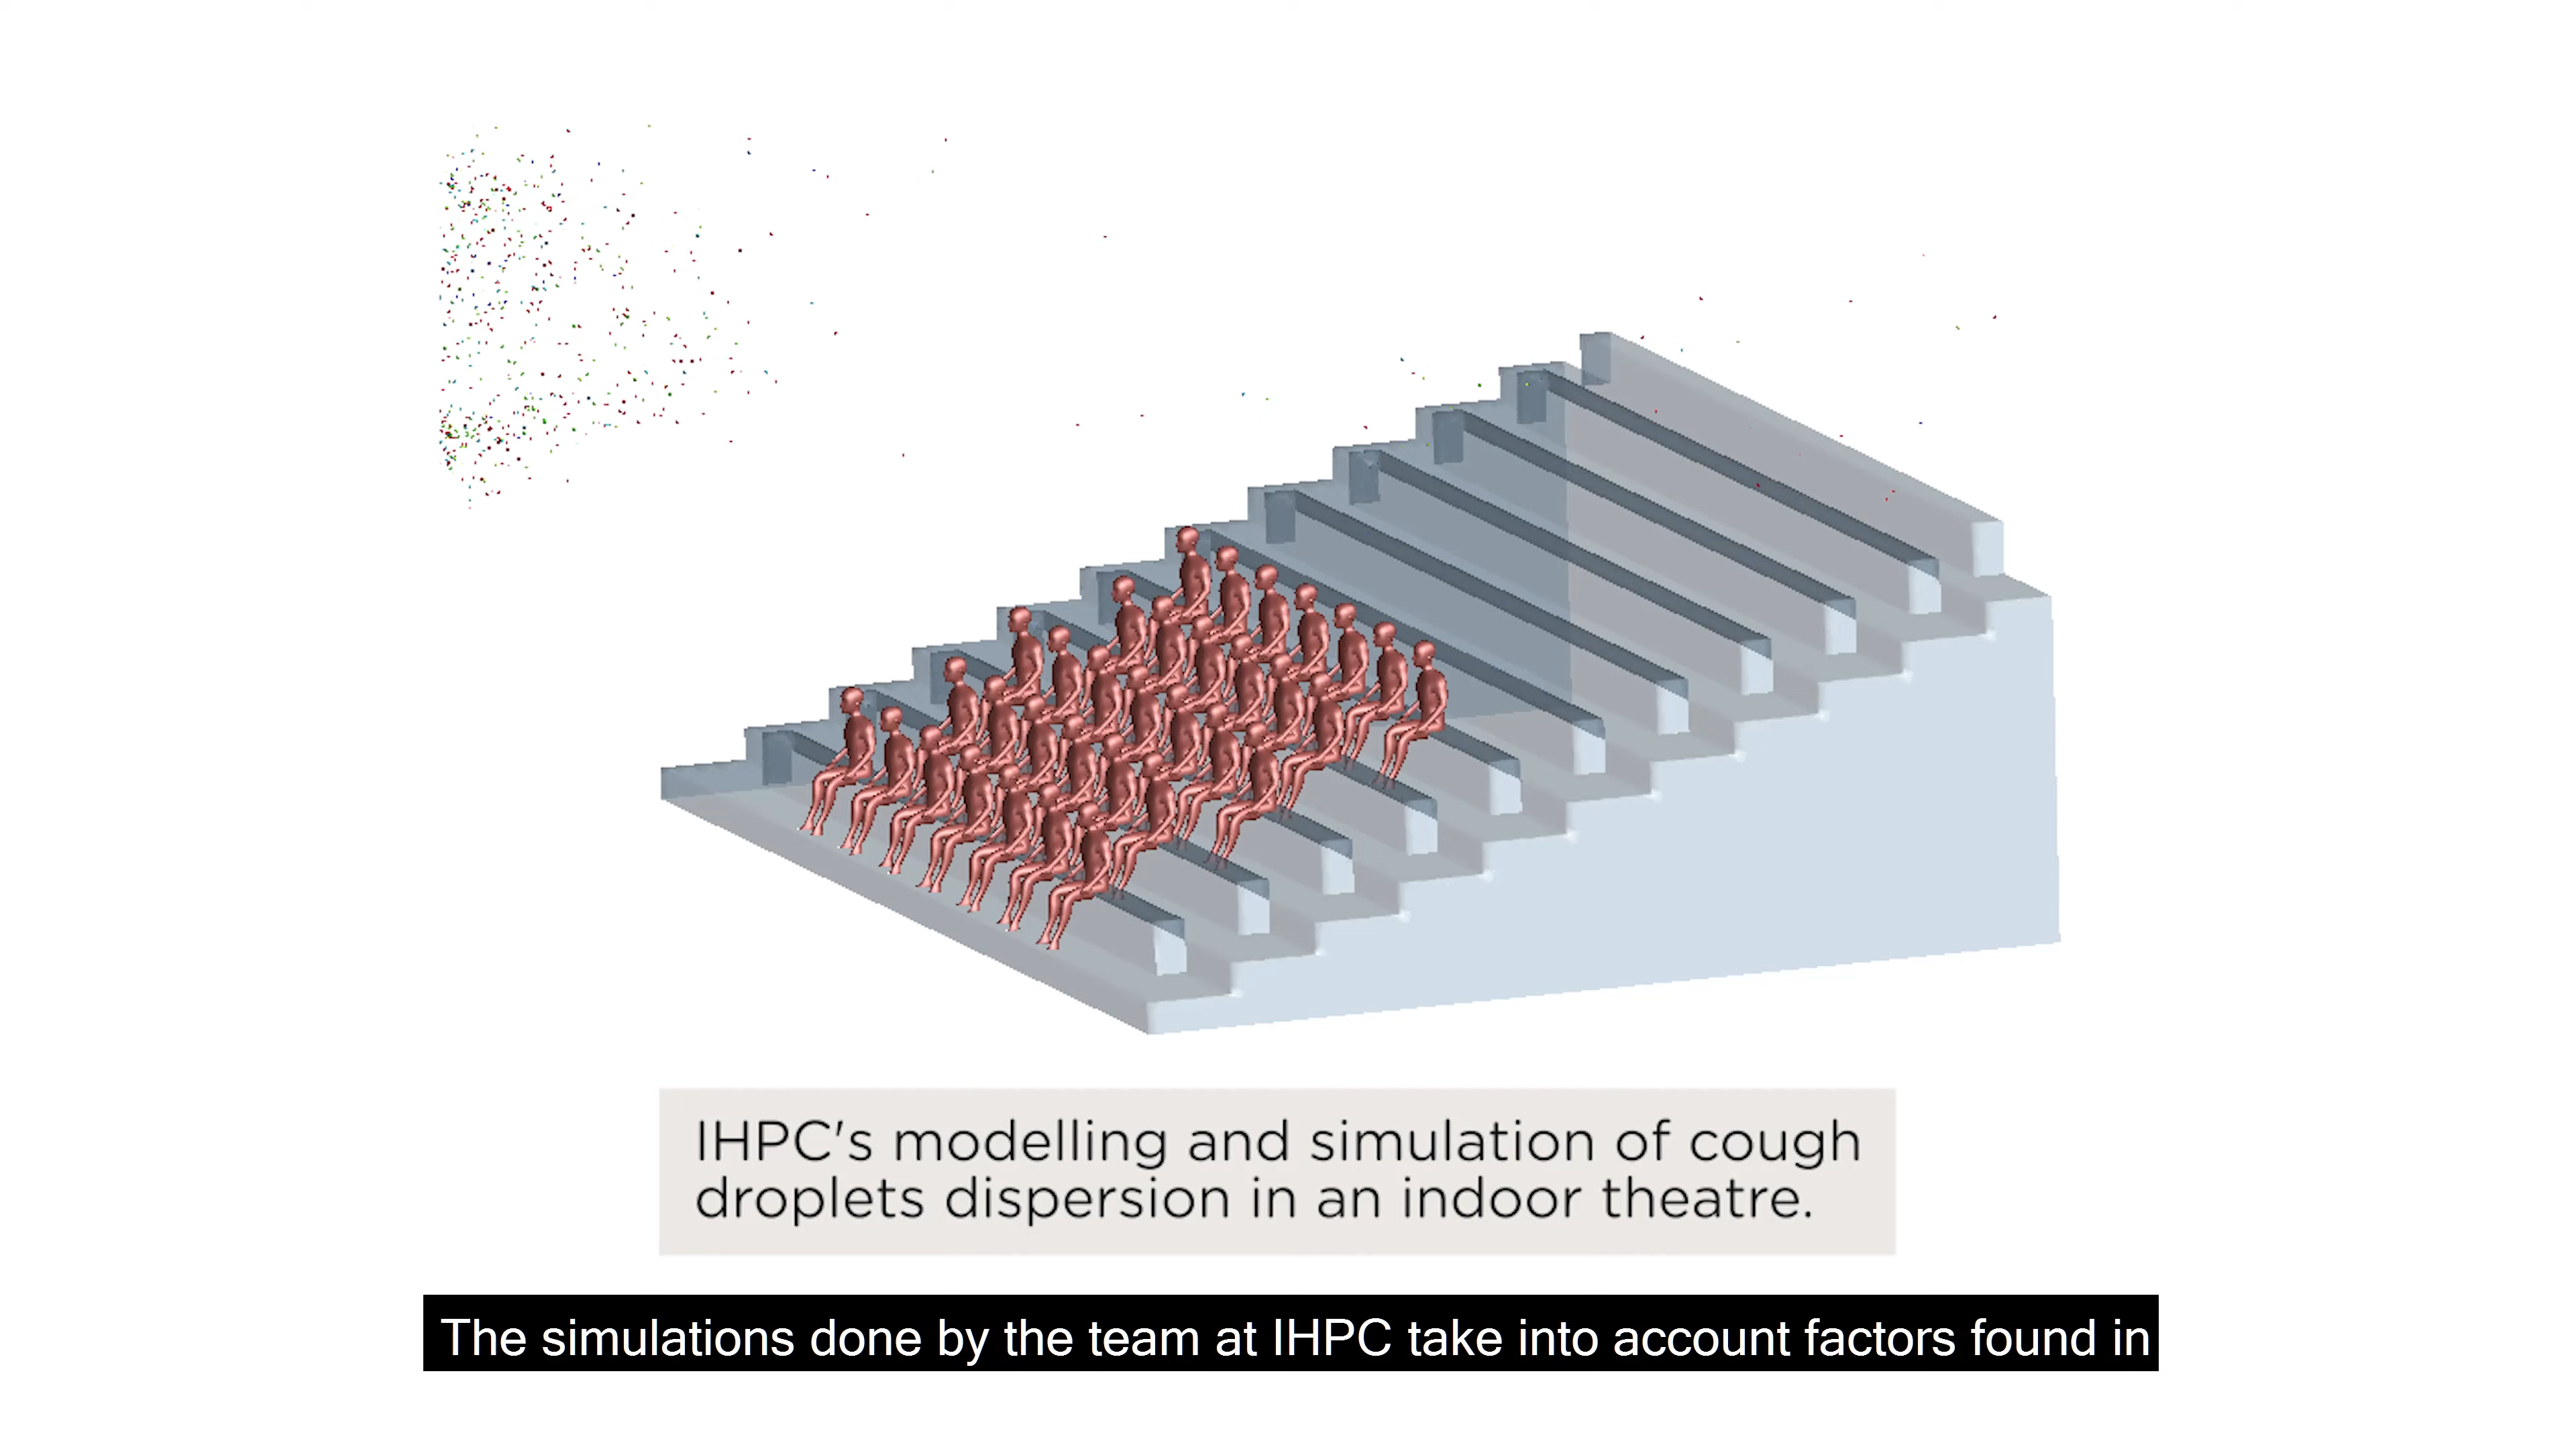 IHPC's modelling and simulation of cough
droplets dispersion in an indoor theatre.
The simulations done by the team at IHPC take into account factors found in